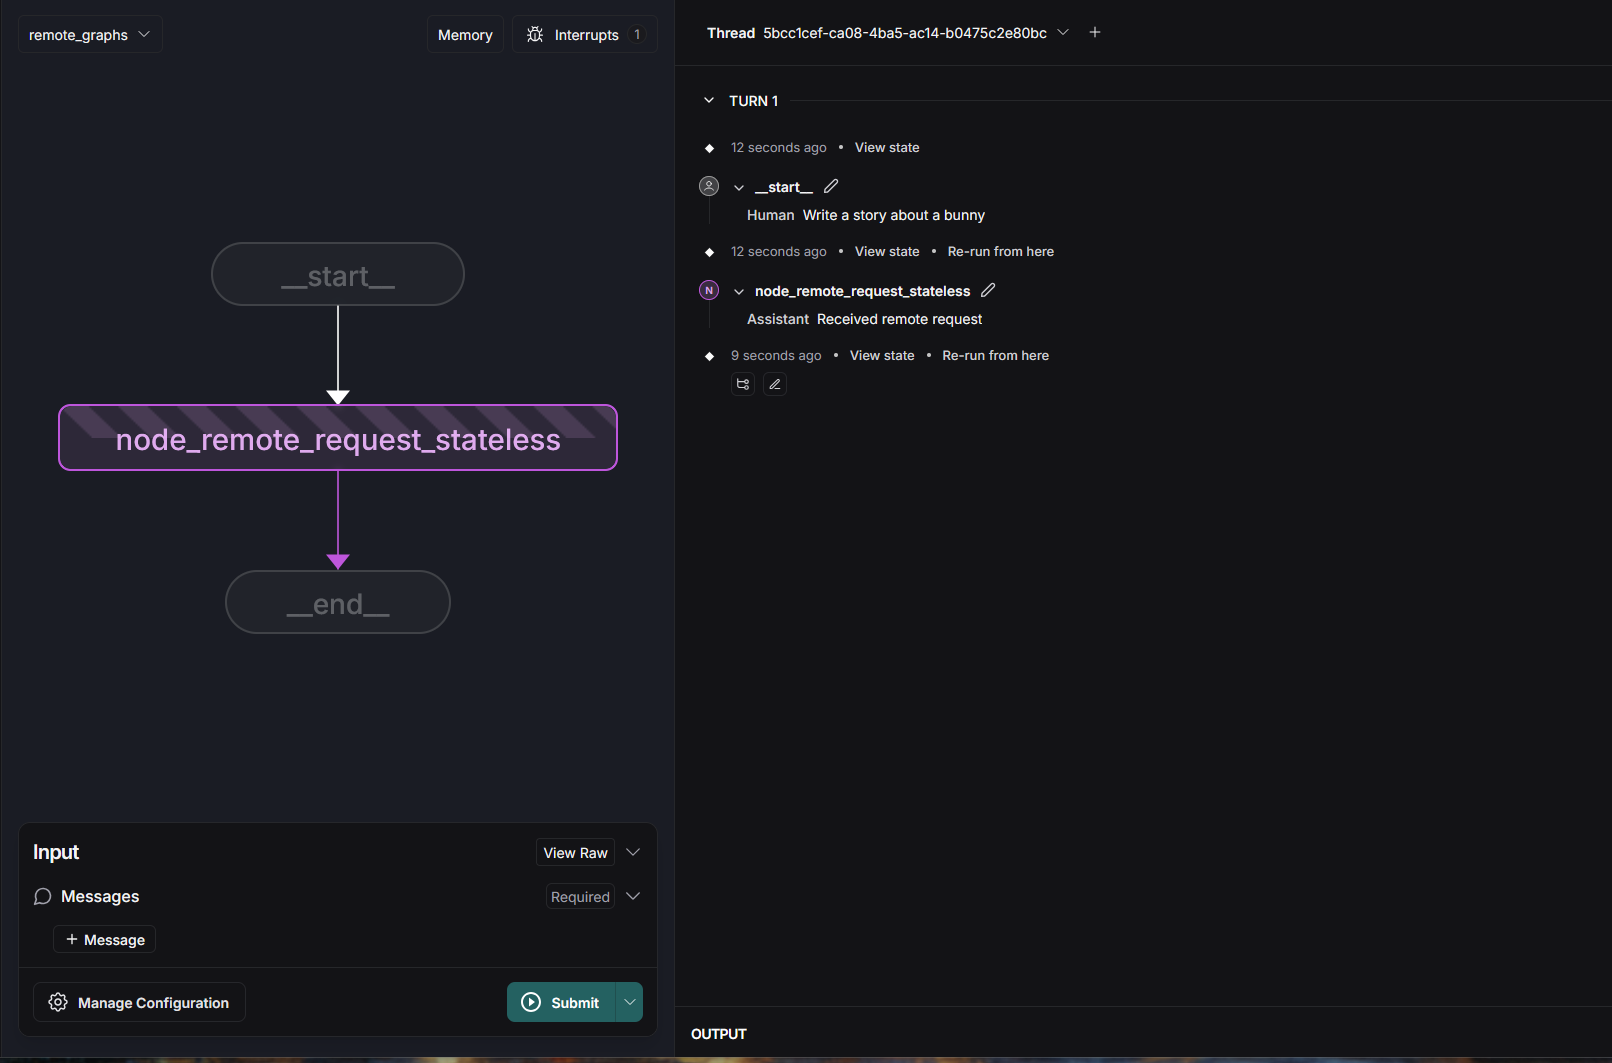 remote_graphs
Memory
Interrupts 1
__start__
node_remote_request_stateless
__end__
Input
View Raw
Messages
Required
+ Message
Manage Configuration
Submit
Thread 5bcc1cef-ca08-4ba5-ac14-b0475c2e80bc +
TURN 1
12 seconds ago • View state
__start__
Human Write a story about a bunny
12 seconds ago • View state • Re-run from here
N node_remote_request_stateless
Assistant Received remote request
9 seconds ago • View state • Re-run from here
OUTPUT